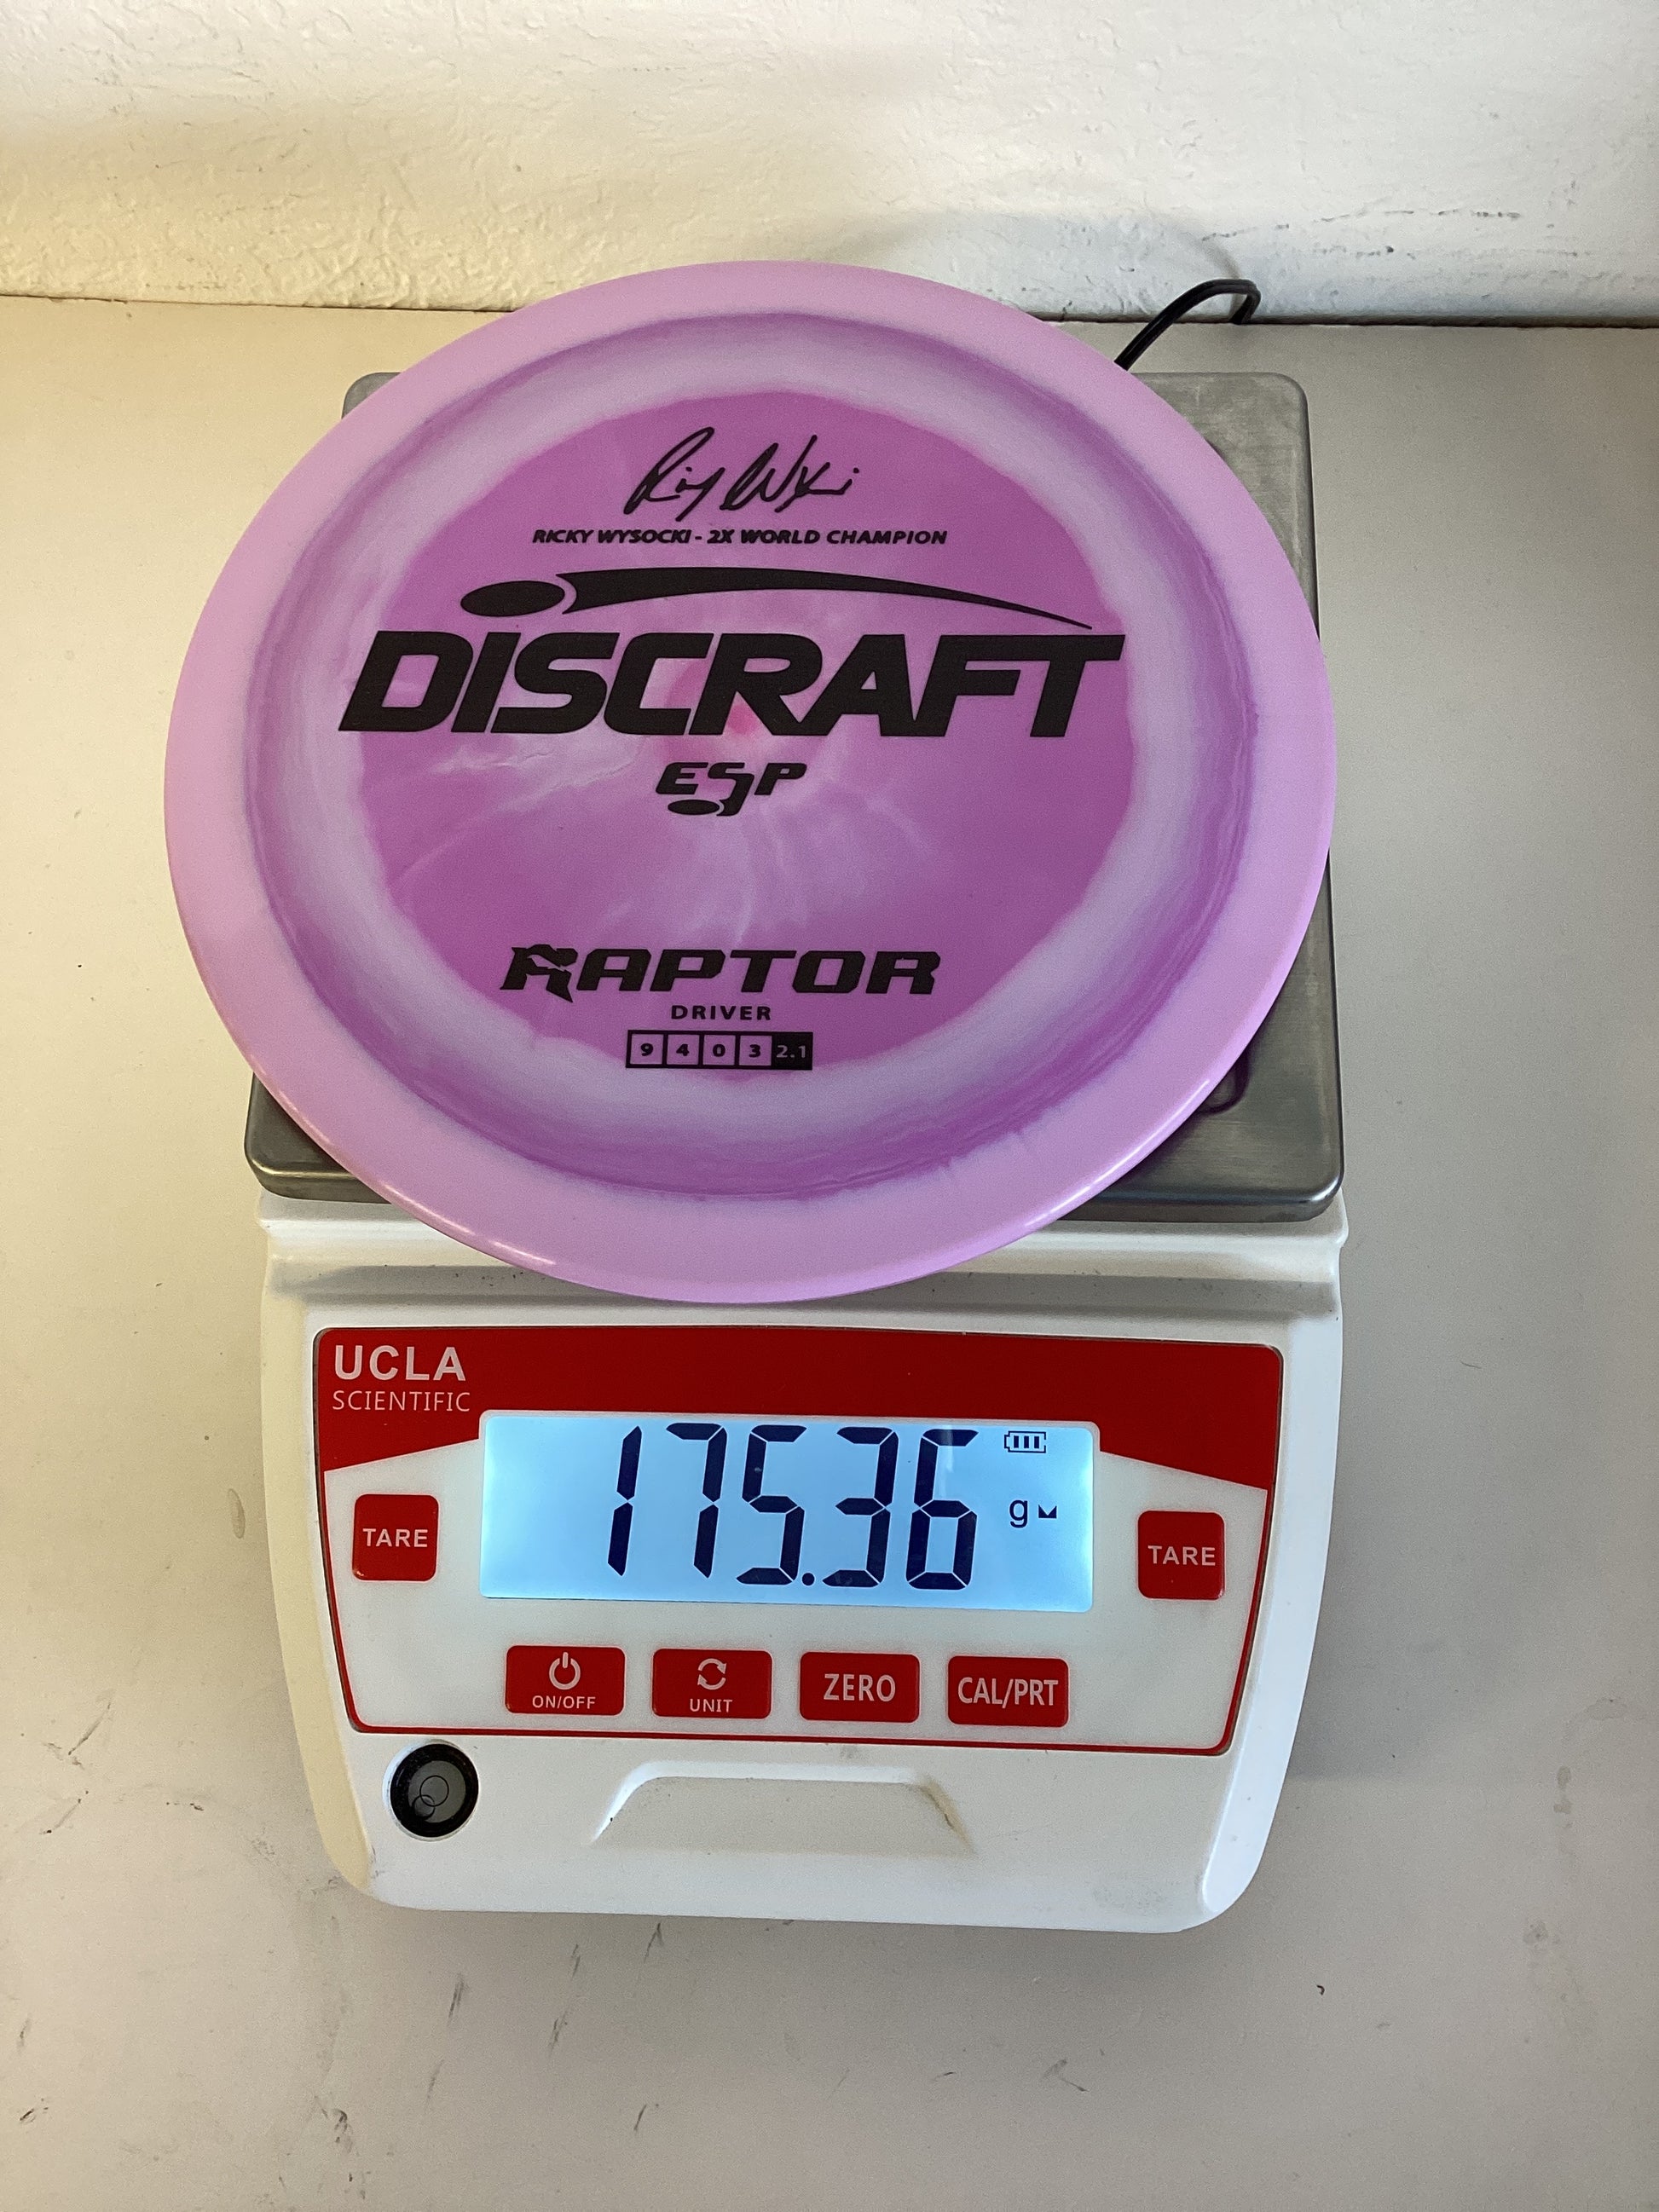 RICKY WYSOCKI - 2X WORLD CHAMPION
DISCRAFT
ESP
RAPTOR
DRIVER
9 4 0 3 2.1
UCLA
SCIENTIFIC
175.36 g
TARE
TARE
ON/OFF
UNIT
ZERO
CAL/PRT